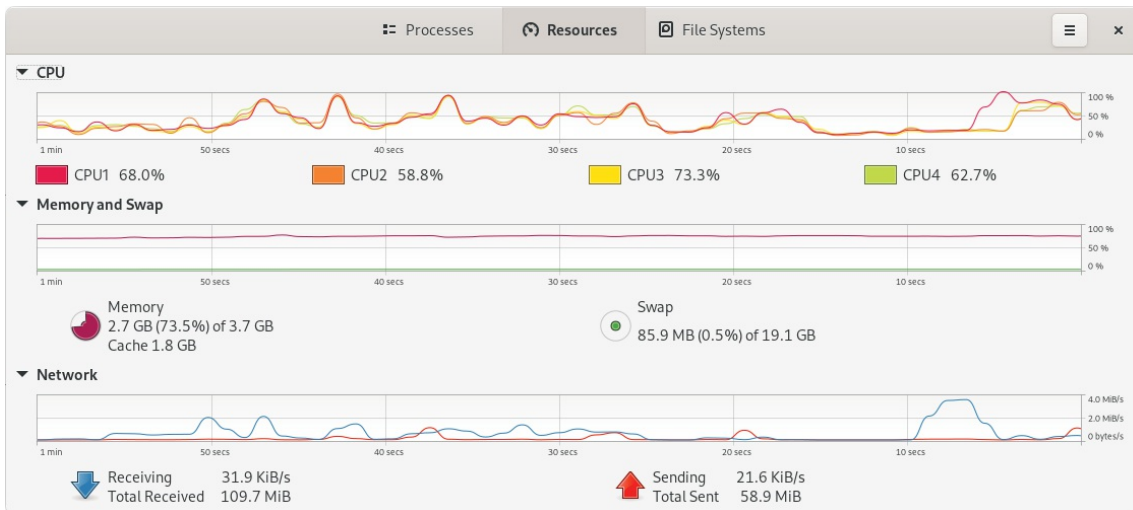 Processes Resources File Systems
CPU
100 %
50 %
0 %
1 min 50 secs 40 secs 30 secs 20 secs 10 secs
CPU1 68.0% CPU2 58.8% CPU3 73.3% CPU4 62.7%
Memory and Swap
100 %
50 %
0 %
1 min 50 secs 40 secs 30 secs 20 secs 10 secs
Memory
2.7 GB (73.5%) of 3.7 GB
Cache 1.8 GB
Swap
85.9 MB (0.5%) of 19.1 GB
Network
4.0 MiB/s
2.0 MiB/s
0 bytes/s
1 min 50 secs 40 secs 30 secs 20 secs 10 secs
Receiving 31.9 KiB/s
Total Received 109.7 MiB
Sending 21.6 KiB/s
Total Sent 58.9 MiB